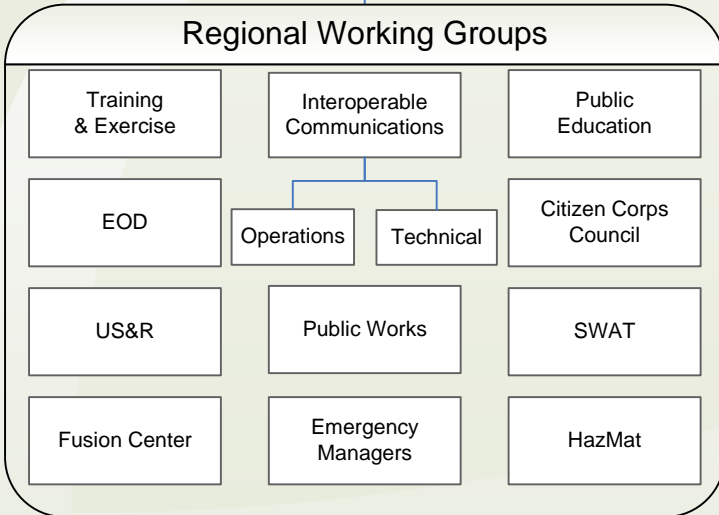 Regional Working Groups
Training
& Exercise
Interoperable
Communications
Public
Education
EOD
Operations
Technical
Citizen Corps
Council
US&R
Public Works
SWAT
Fusion Center
Emergency
Managers
HazMat